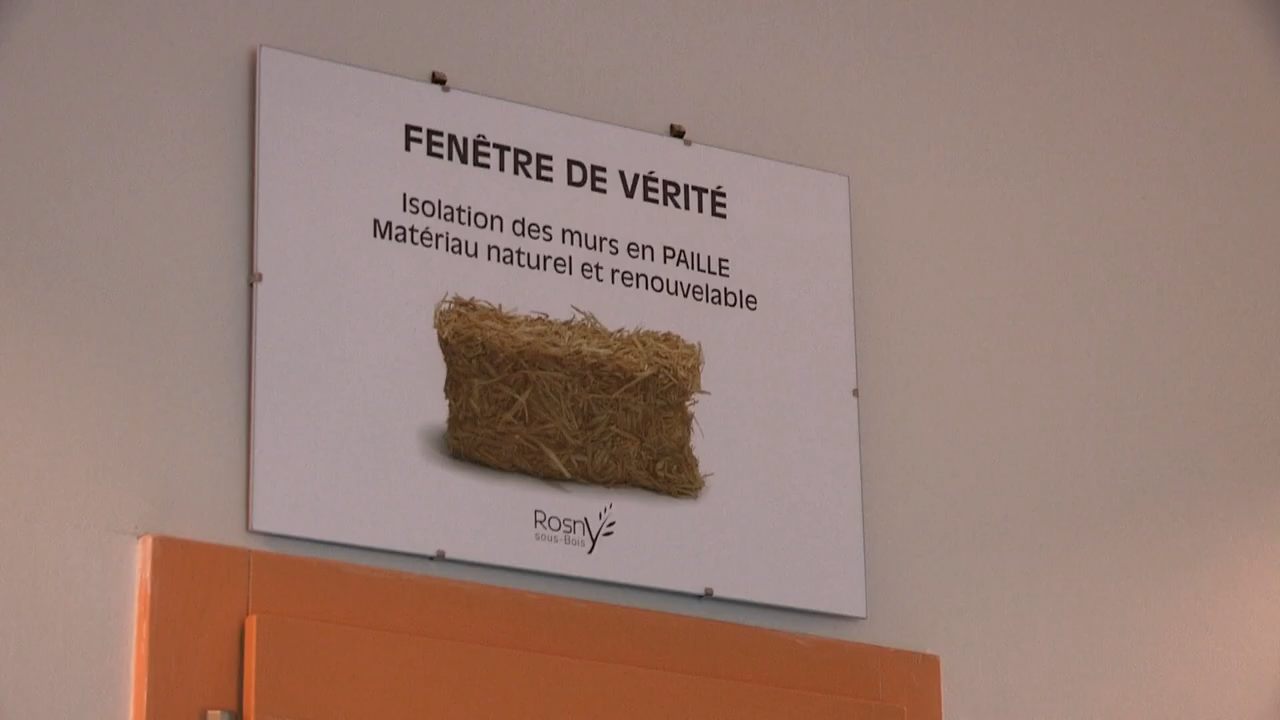 FENÊTRE DE VÉRITÉ
Isolation des murs en PAILLE
Matériau naturel et renouvelable
Rosny
sous-Bois